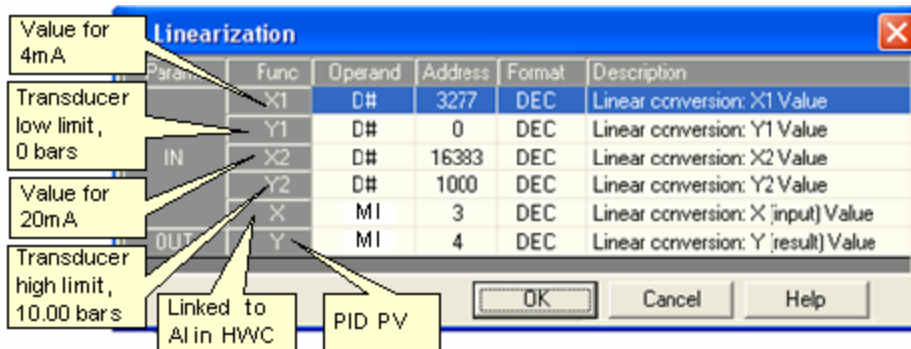 Linearization
Value for
4mA
Transducer
low limit,
0 bars
Value for
20mA
Transducer
high limit,
10.00 bars
Linked to
AI in HWC
PID PV
Func Operand Address Format Description
X1 D# 3277 DEC Linear conversion: X1 Value
Y1 D# 0 DEC Linear conversion: Y1 Value
IN X2 D# 16383 DEC Linear conversion: X2 Value
Y2 D# 1000 DEC Linear conversion: Y2 Value
X MI 3 DEC Linear conversion: X (input) Value
OUT Y MI 4 DEC Linear conversion: Y (result) Value
OK Cancel Help